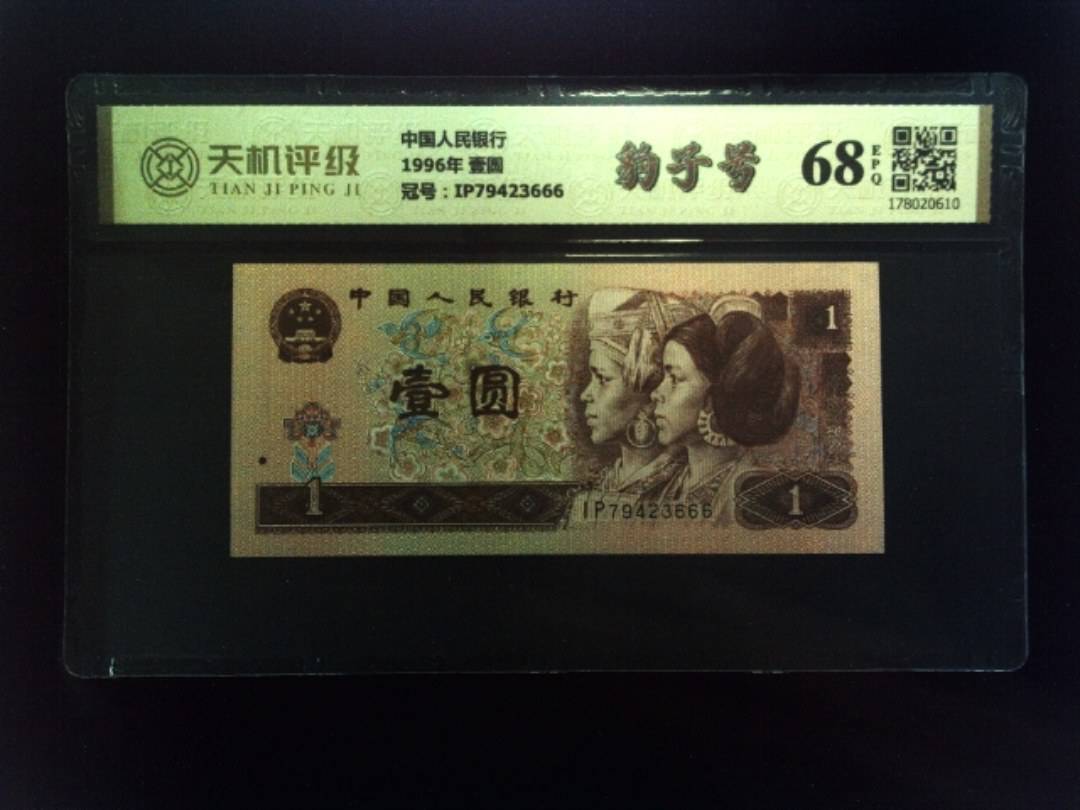 天机评级
TIAN JI PING JI
中国人民银行
1996年 壹圆
冠号：IP79423666
豹子号
68
EPQ
178020610
中国人民银行
1
壹圆
1
IP79423666
1